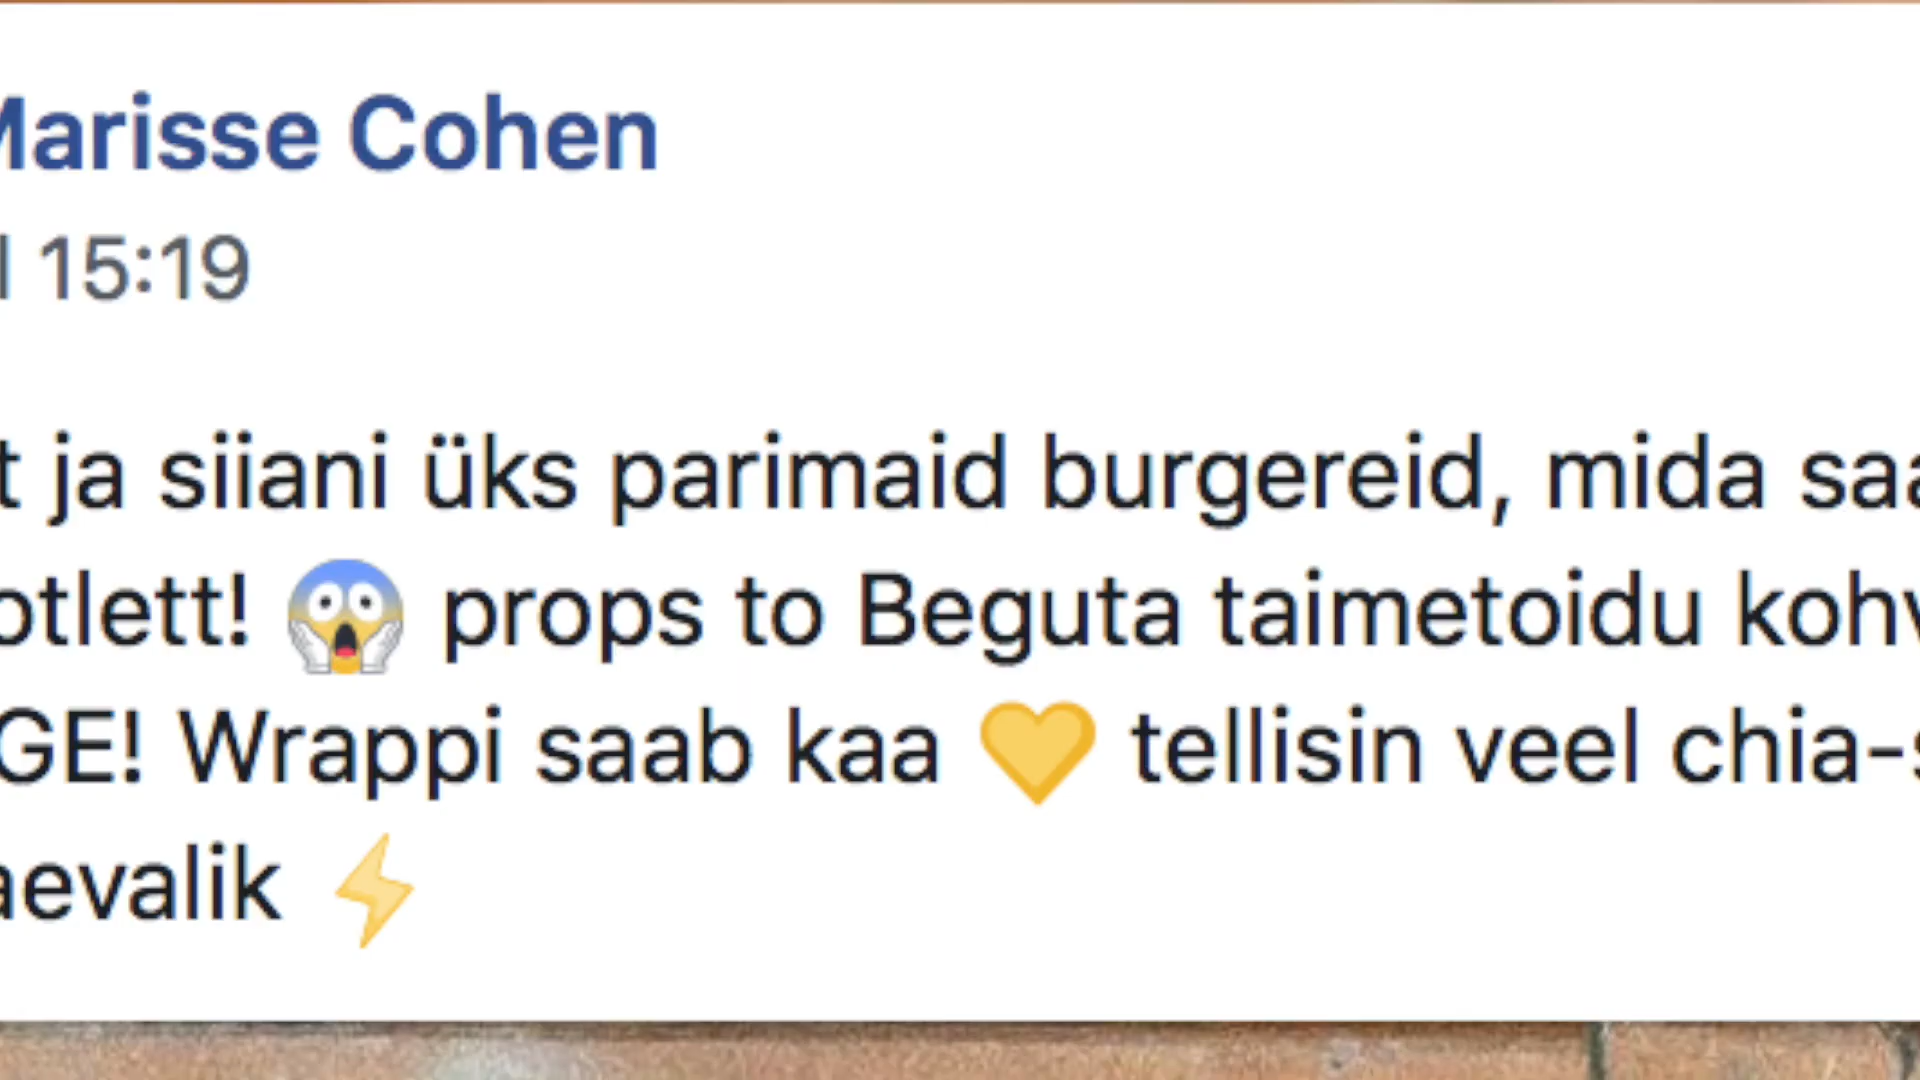 Marisse Cohen
15:19
t ja siiani üks parimaid burgereid, mida saa
otlett! 😱 props to Beguta taimetoidu kohv
GE! Wrappi saab kaa 💛 tellisin veel chia-s
aevalik ⚡